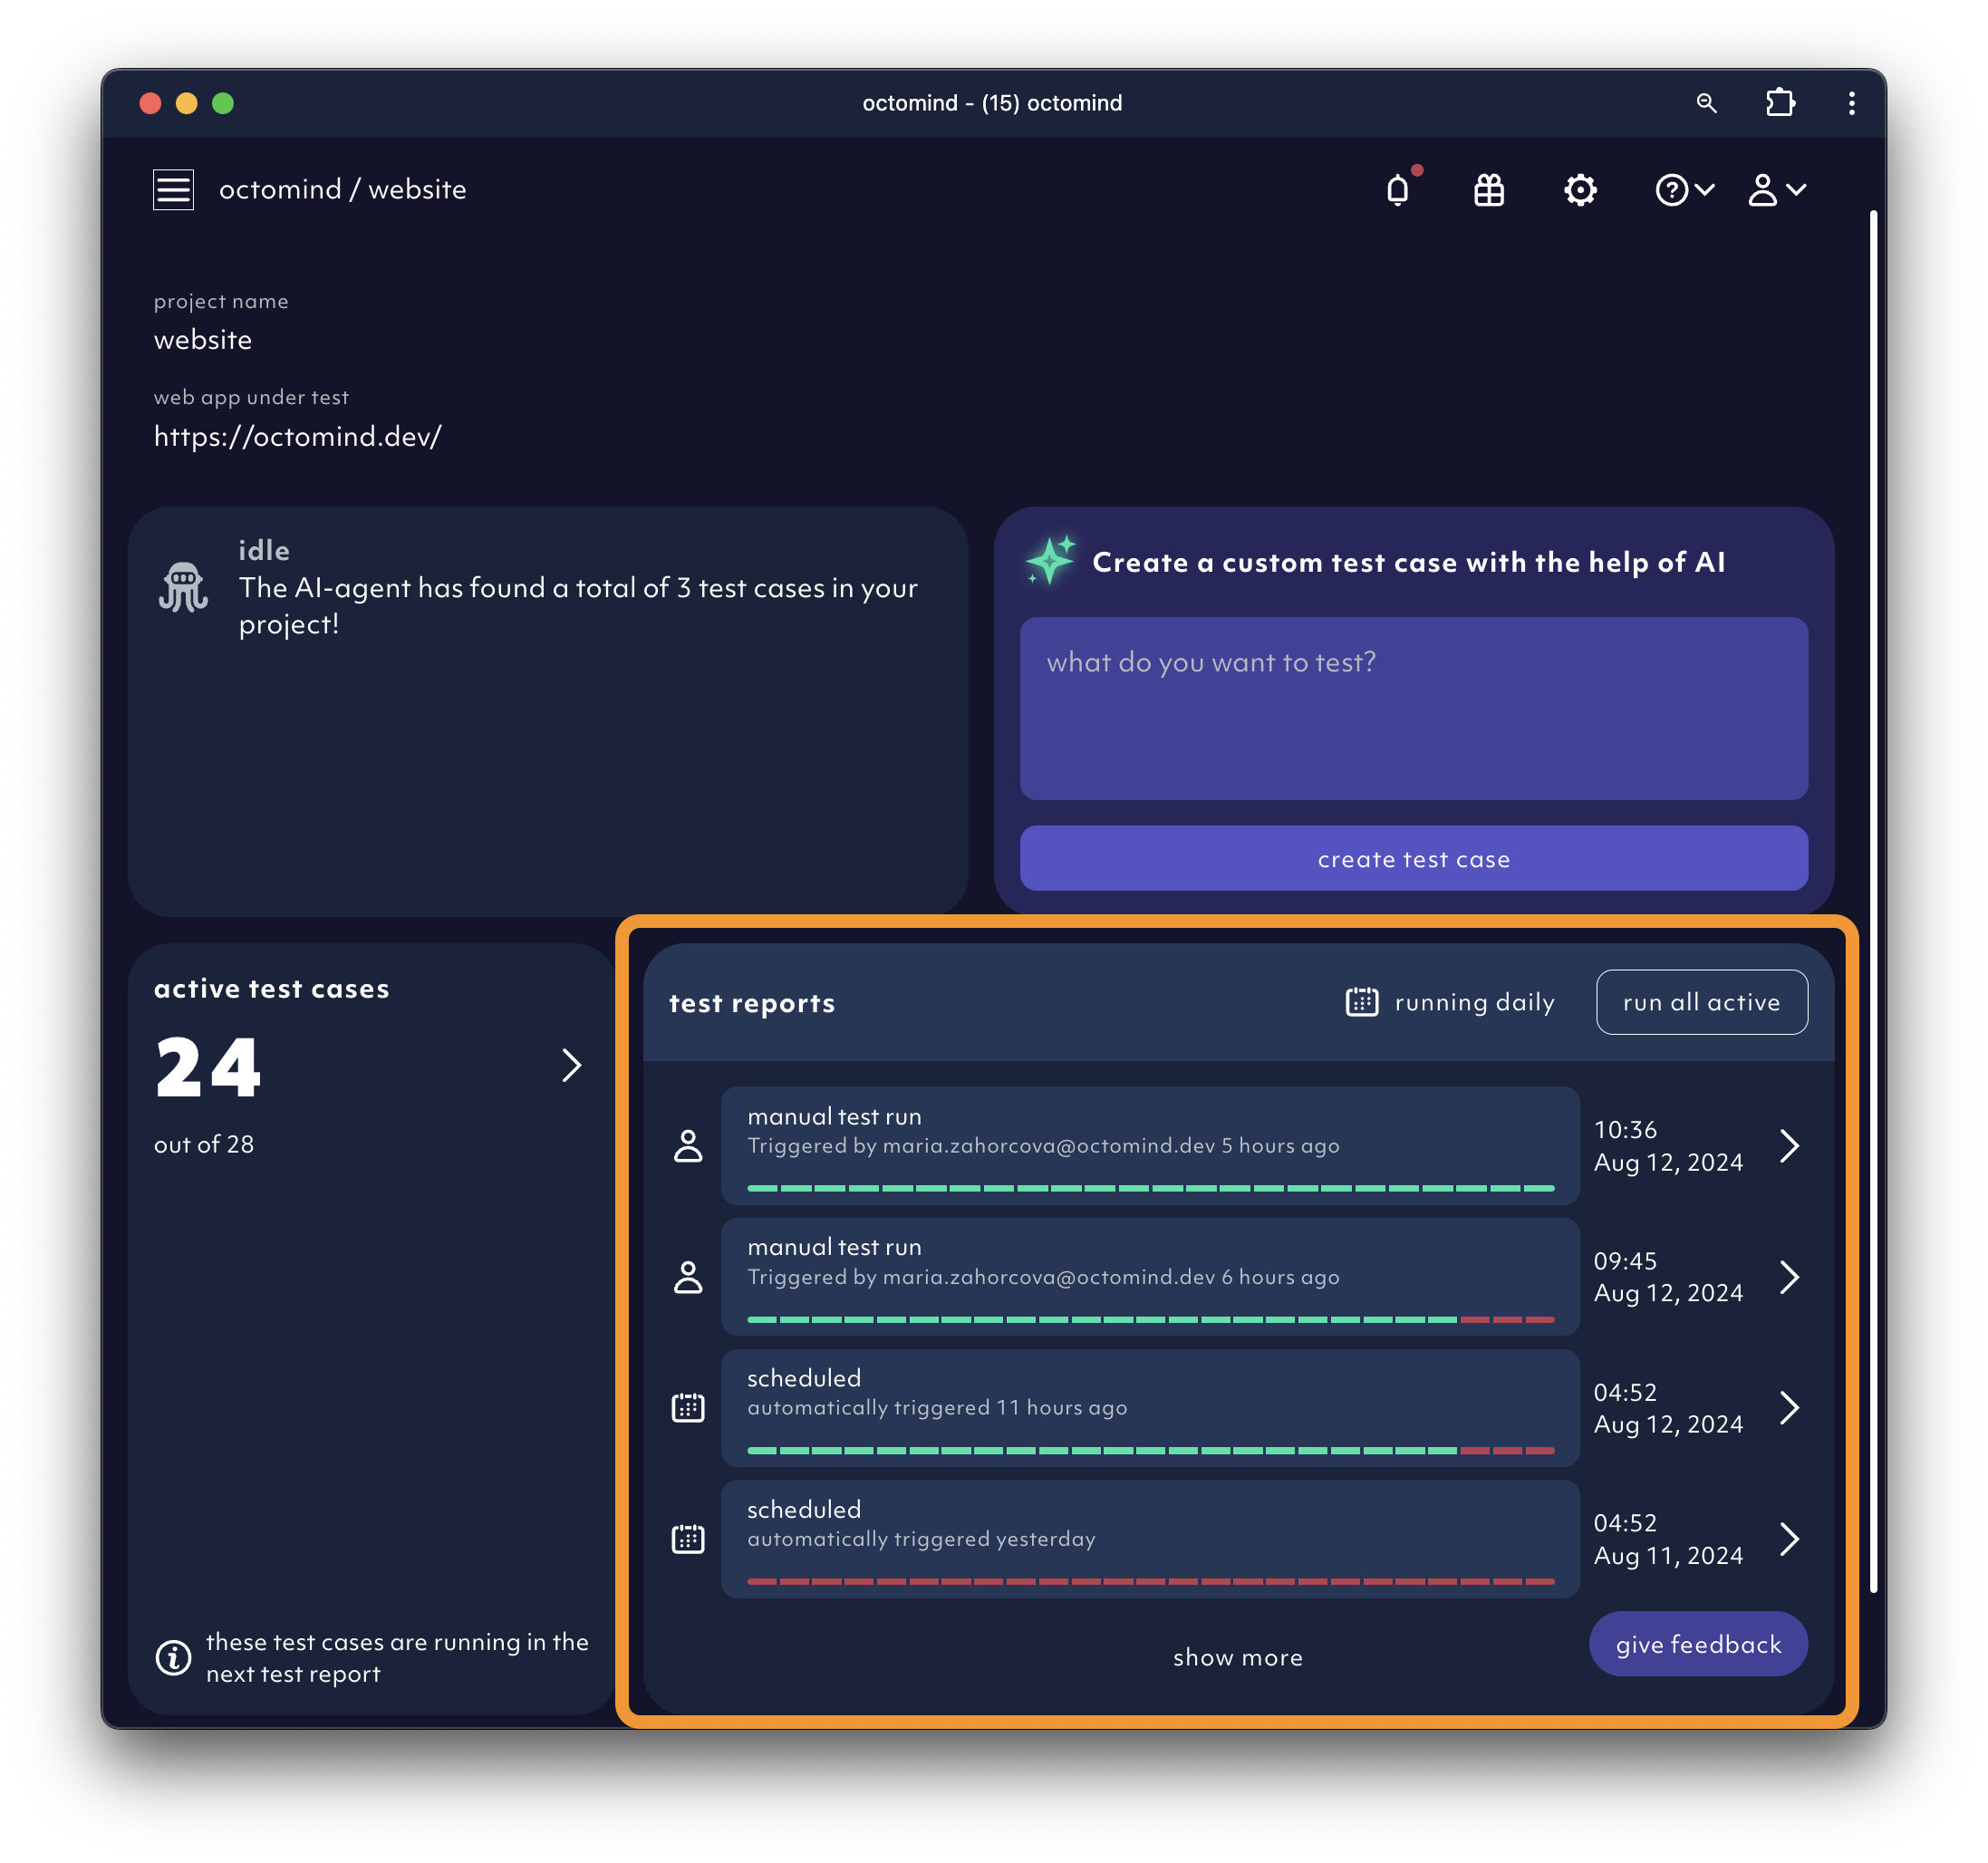 octomind - (15) octomind
octomind / website
project name
website
web app under test
https://octomind.dev/
idle
The AI-agent has found a total of 3 test cases in your
project!
Create a custom test case with the help of AI
what do you want to test?
create test case
active test cases
24
out of 28
these test cases are running in the
next test report
test reports
running daily
run all active
manual test run
Triggered by maria.zahorcova@octomind.dev 5 hours ago
10:36
Aug 12, 2024
manual test run
Triggered by maria.zahorcova@octomind.dev 6 hours ago
09:45
Aug 12, 2024
scheduled
automatically triggered 11 hours ago
04:52
Aug 12, 2024
scheduled
automatically triggered yesterday
04:52
Aug 11, 2024
show more
give feedback